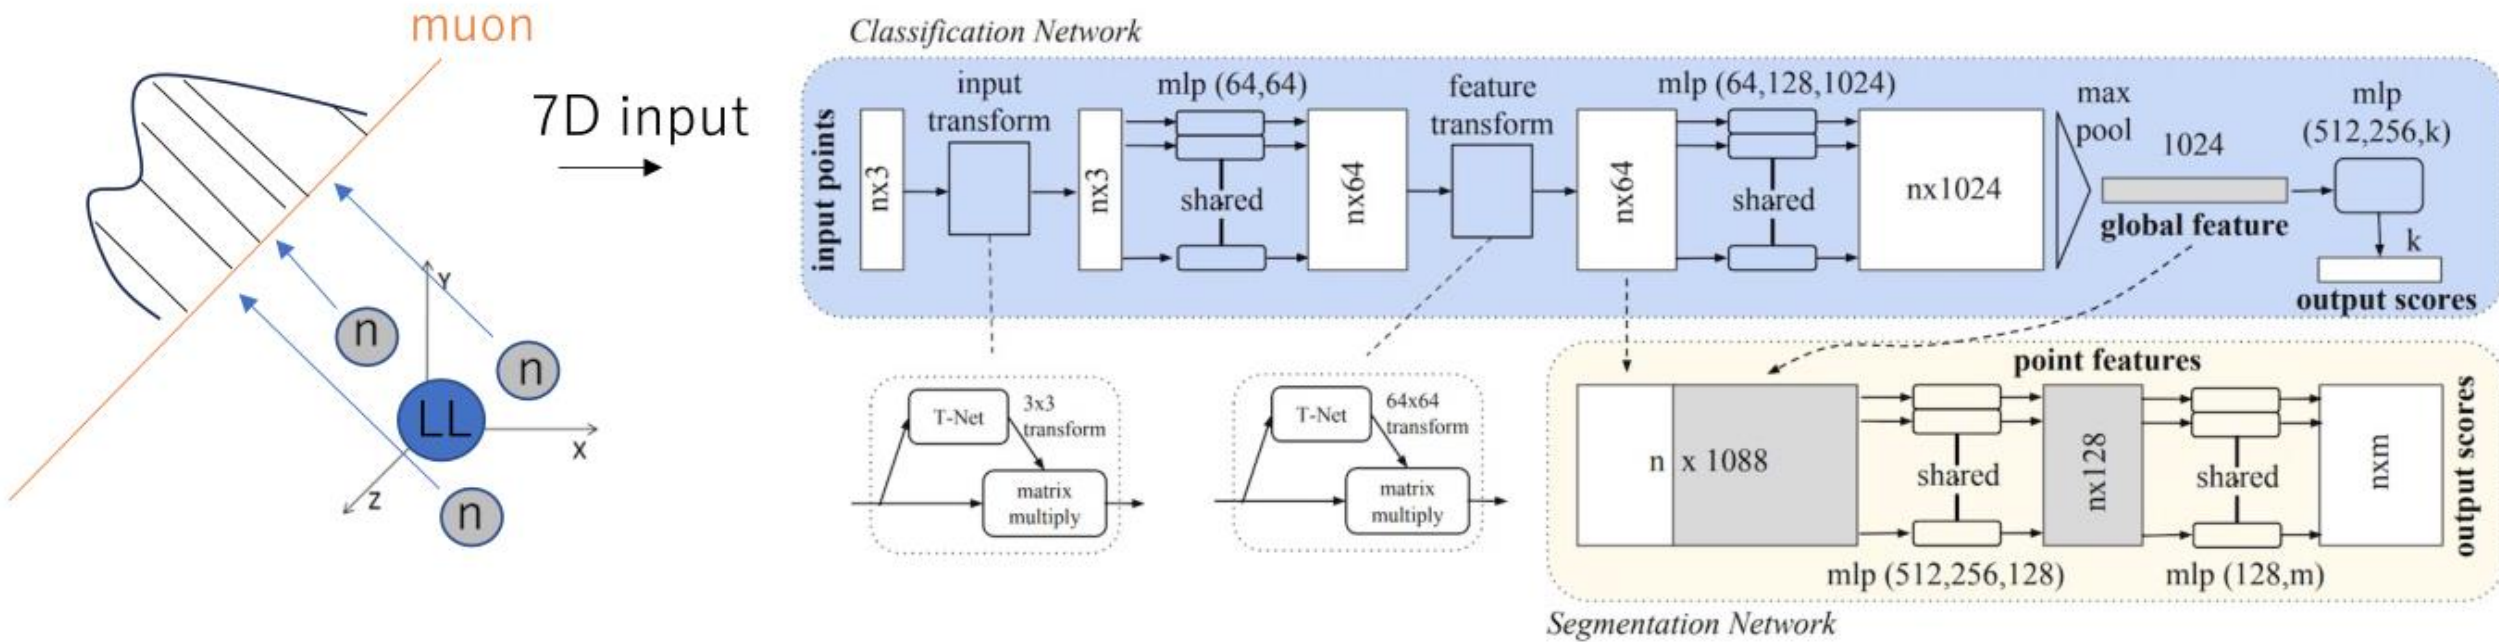 muon
7D input
n
n
n
LL
Y
X
Z
Classification Network
input points
nx3
input
transform
nx3
mlp (64,64)
shared
nx64
feature
transform
nx64
mlp (64,128,1024)
shared
nx1024
max
pool
1024
global feature
mlp
(512,256,k)
k
output scores
T-Net
3x3
transform
matrix
multiply
T-Net
64x64
transform
matrix
multiply
point features
n x 1088
shared
mlp (512,256,128)
nx128
shared
mlp (128,m)
nxm
output scores
Segmentation Network